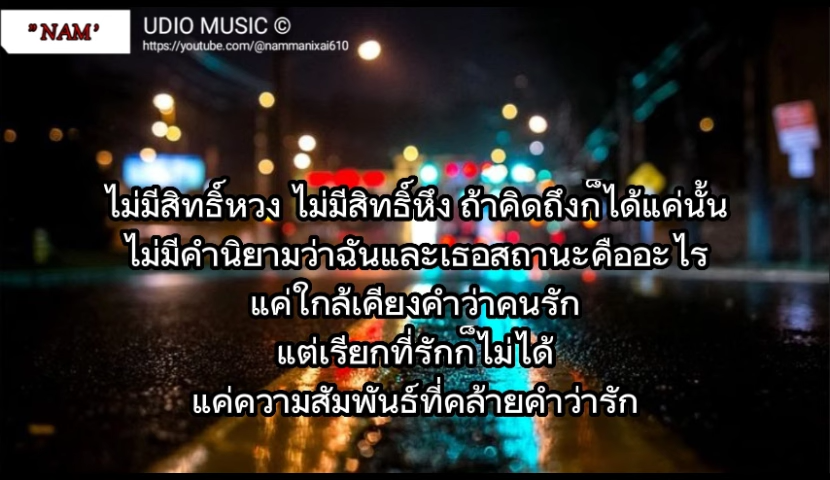 " NAM '
UDIO MUSIC ©
https://youtube.com/@nammanixai610
ไม่มีสิทธิ์หวง ไม่มีสิทธิ์หึง ถ้าคิดถึงก็ได้แค่นั้น
ไม่มีคำนิยามว่าฉันและเธอสถานะคืออะไร
แค่ใกล้เคียงคำว่าคนรัก
แต่เรียกที่รักก็ไม่ได้
แค่ความสัมพันธ์ที่คล้ายคำว่ารัก